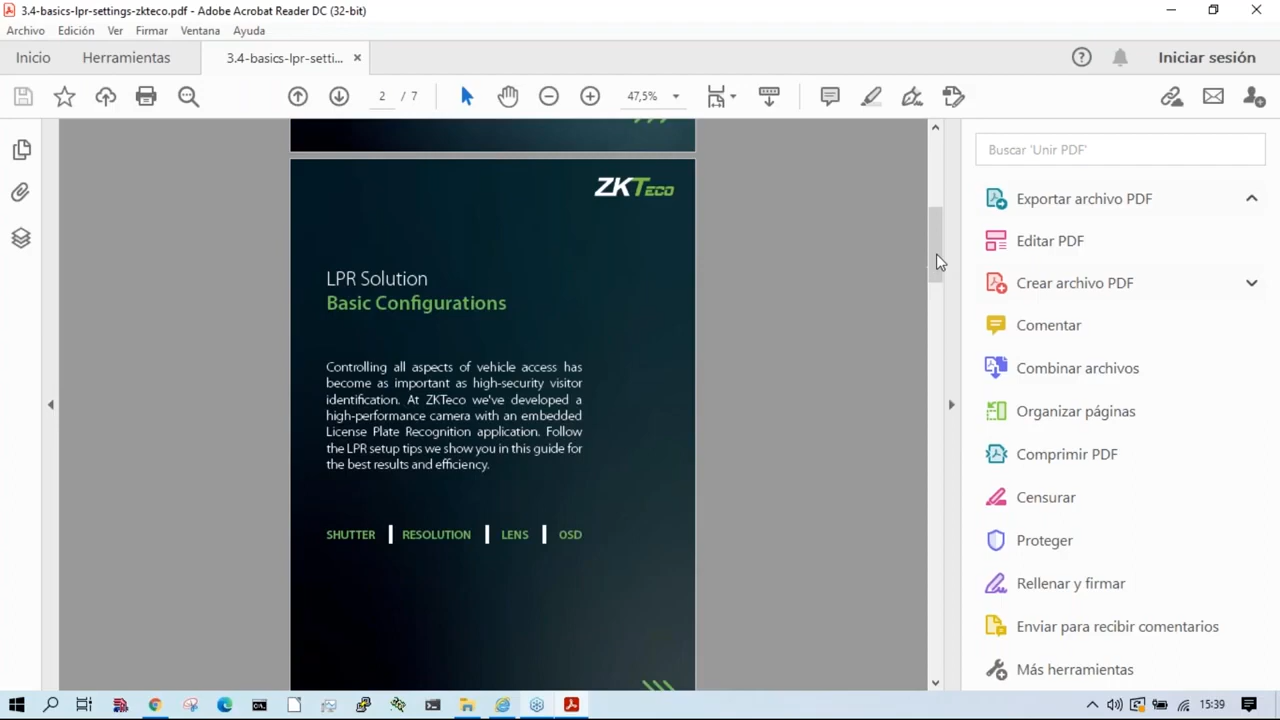 3.4-basics-lpr-settings-zkteco.pdf - Adobe Acrobat Reader DC (32-bit)
Archivo Edición Ver Firmar Ventana Ayuda
Inicio Herramientas 3.4-basics-lpr-setti... × Iniciar sesión
2 / 7 47,5%
Buscar 'Unir PDF'
ZKTeco
LPR Solution
Basic Configurations
Controlling all aspects of vehicle access has
become as important as high-security visitor
identification. At ZKTeco we've developed a
high-performance camera with an embedded
License Plate Recognition application. Follow
the LPR setup tips we show you in this guide for
the best results and efficiency.
SHUTTER RESOLUTION LENS OSD
Exportar archivo PDF
Editar PDF
Crear archivo PDF
Comentar
Combinar archivos
Organizar páginas
Comprimir PDF
Censurar
Proteger
Rellenar y firmar
Enviar para recibir comentarios
Más herramientas
15:39